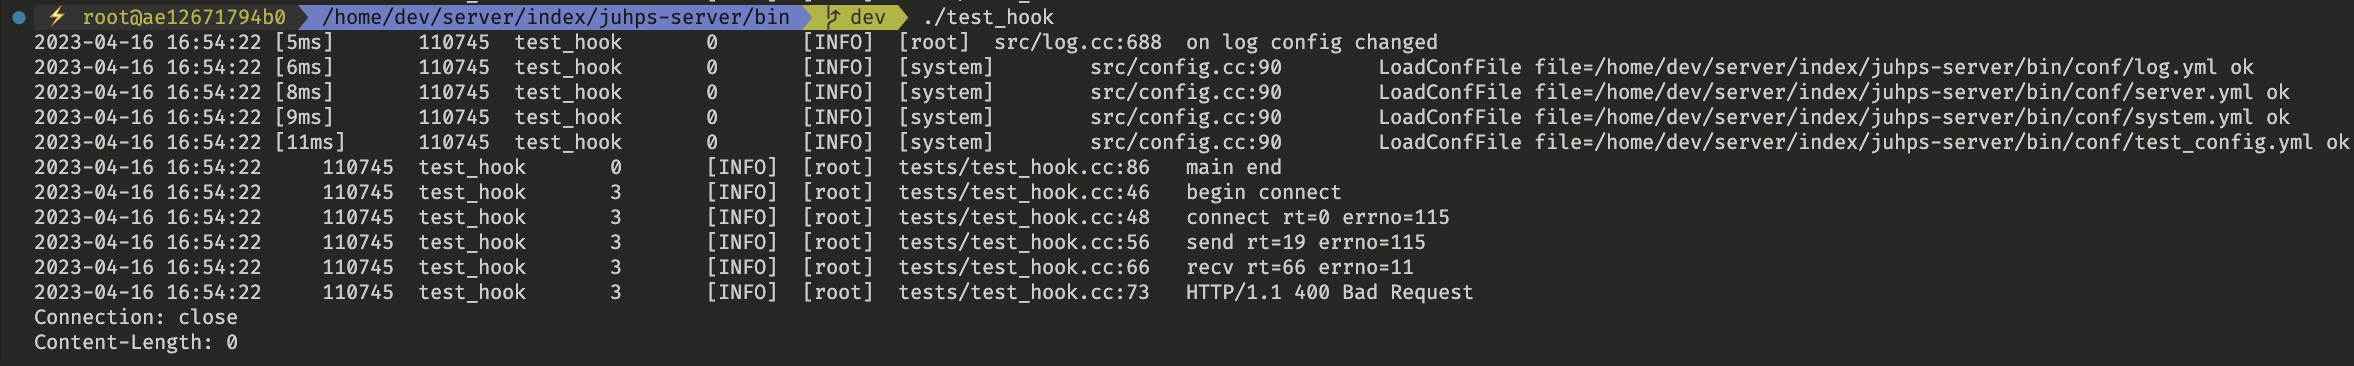 root@ae12671794b0 /home/dev/server/index/juhps-server/bin dev ./test_hook
2023-04-16 16:54:22 [5ms] 110745 test_hook 0 [INFO] [root] src/log.cc:688 on log config changed
2023-04-16 16:54:22 [6ms] 110745 test_hook 0 [INFO] [system] src/config.cc:90 LoadConfFile file=/home/dev/server/index/juhps-server/bin/conf/log.yml ok
2023-04-16 16:54:22 [8ms] 110745 test_hook 0 [INFO] [system] src/config.cc:90 LoadConfFile file=/home/dev/server/index/juhps-server/bin/conf/server.yml ok
2023-04-16 16:54:22 [9ms] 110745 test_hook 0 [INFO] [system] src/config.cc:90 LoadConfFile file=/home/dev/server/index/juhps-server/bin/conf/system.yml ok
2023-04-16 16:54:22 [11ms] 110745 test_hook 0 [INFO] [system] src/config.cc:90 LoadConfFile file=/home/dev/server/index/juhps-server/bin/conf/test_config.yml ok
2023-04-16 16:54:22 110745 test_hook 0 [INFO] [root] tests/test_hook.cc:86 main end
2023-04-16 16:54:22 110745 test_hook 3 [INFO] [root] tests/test_hook.cc:46 begin connect
2023-04-16 16:54:22 110745 test_hook 3 [INFO] [root] tests/test_hook.cc:48 connect rt=0 errno=115
2023-04-16 16:54:22 110745 test_hook 3 [INFO] [root] tests/test_hook.cc:56 send rt=19 errno=115
2023-04-16 16:54:22 110745 test_hook 3 [INFO] [root] tests/test_hook.cc:66 recv rt=66 errno=11
2023-04-16 16:54:22 110745 test_hook 3 [INFO] [root] tests/test_hook.cc:73 HTTP/1.1 400 Bad Request
Connection: close
Content-Length: 0